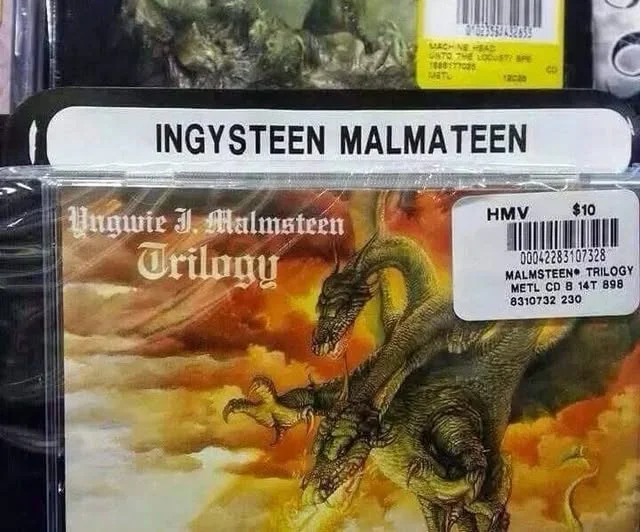 MACHINE HEAD
UNTO THE LOCUST/ SPE
CD
METL
INGYSTEEN MALMATEEN
Yngwie J. Malmsteen
Trilogy
HMV $10
00042283107328
MALMSTEEN* TRILOGY
METL CD B 14T 898
8310732 230